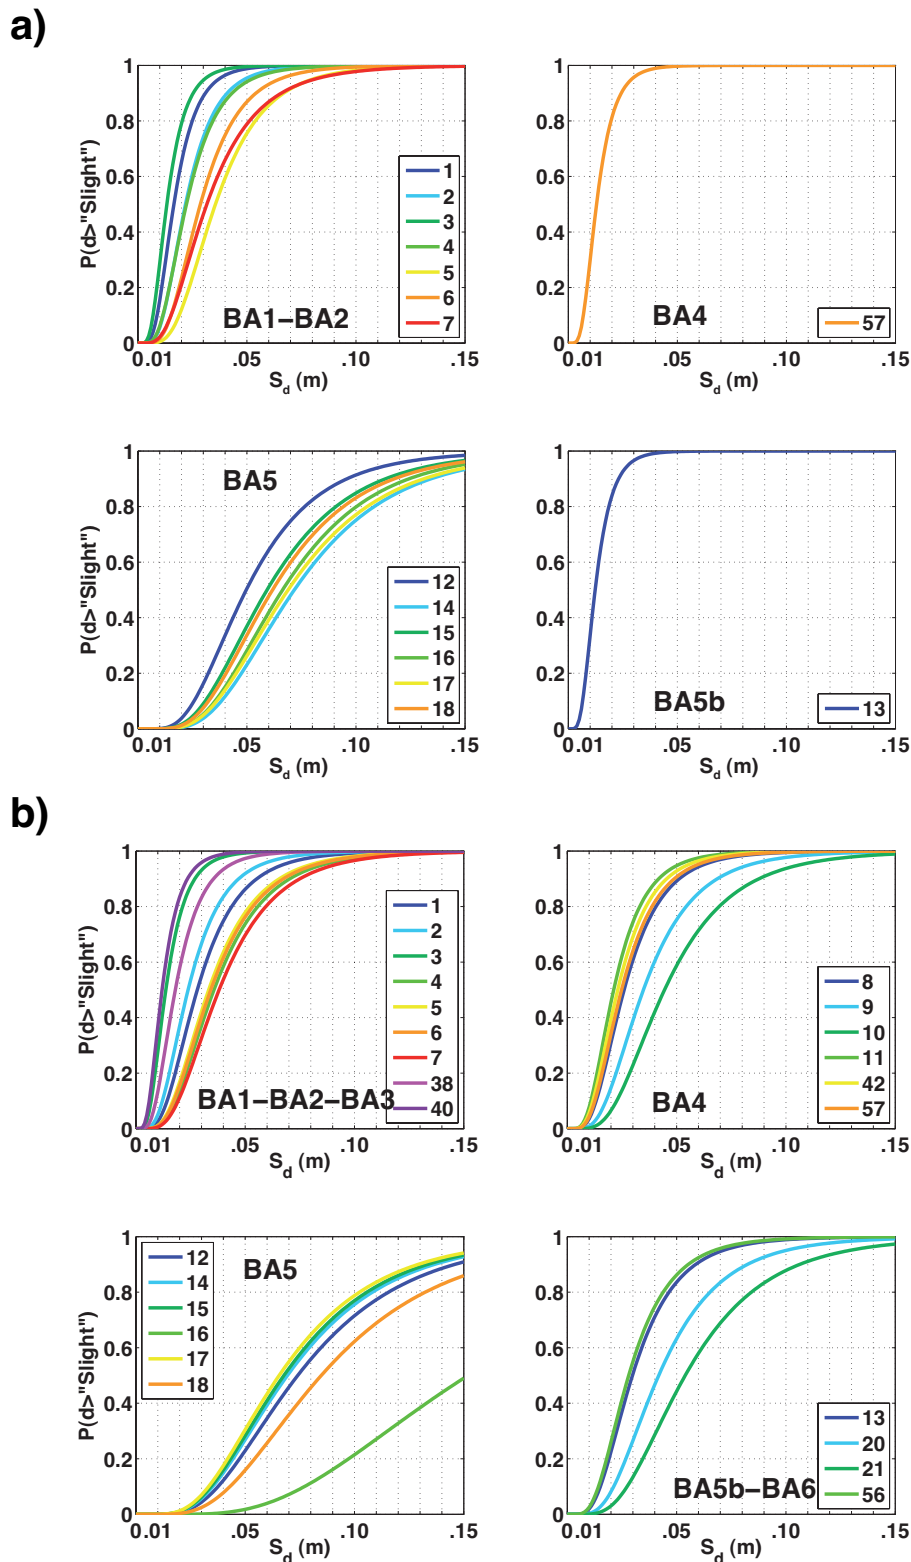 a)
1
0.8
0.6
0.4
0.2
0
P(d>"Slight")
BA1−BA2
1
2
3
4
5
6
7
0.01 .05 .10 .15
S_d (m)
1
0.8
0.6
0.4
0.2
0
BA4
57
0.01 .05 .10 .15
S_d (m)
1
0.8
0.6
0.4
0.2
0
P(d>"Slight")
BA5
12
14
15
16
17
18
0.01 .05 .10 .15
S_d (m)
1
0.8
0.6
0.4
0.2
0
BA5b
13
0.01 .05 .10 .15
S_d (m)
b)
1
0.8
0.6
0.4
0.2
0
P(d>"Slight")
BA1−BA2−BA3
1
2
3
4
5
6
7
38
40
0.01 .05 .10 .15
S_d (m)
1
0.8
0.6
0.4
0.2
0
BA4
8
9
10
11
42
57
0.01 .05 .10 .15
S_d (m)
1
0.8
0.6
0.4
0.2
0
P(d>"Slight")
12
14
15
16
17
18
BA5
0.01 .05 .10 .15
S_d (m)
1
0.8
0.6
0.4
0.2
0
BA5b−BA6
13
20
21
56
0.01 .05 .10 .15
S_d (m)